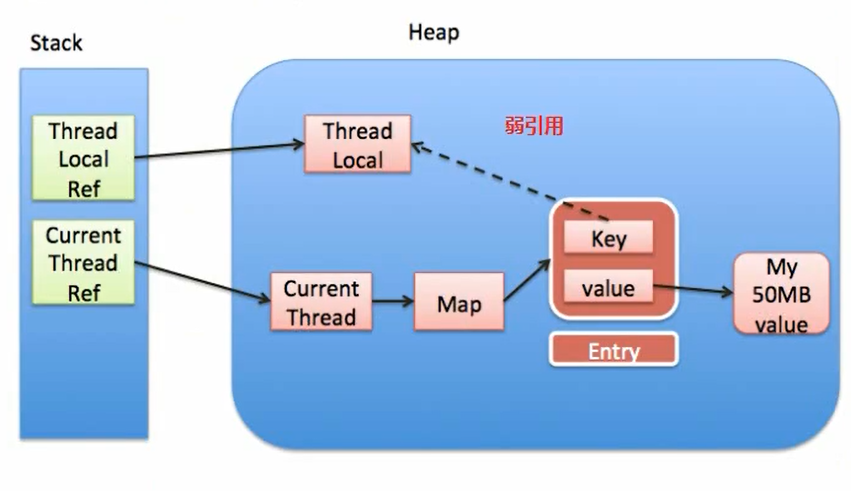 Stack
Heap
Thread
Local
Ref
Thread
Local
弱引用
Current
Thread
Ref
Key
Current
Thread
Map
value
My
50MB
value
Entry